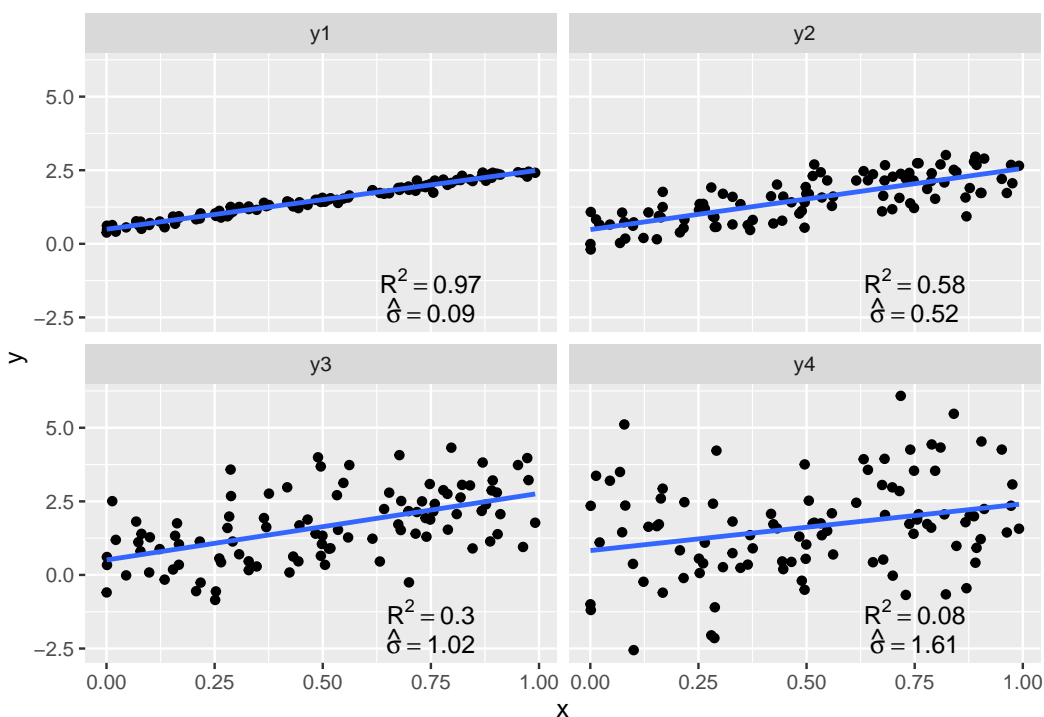 y1
y2
5.0
2.5
0.0
−2.5
R² = 0.97
σ̂ = 0.09
R² = 0.58
σ̂ = 0.52
y
y3
y4
5.0
2.5
0.0
−2.5
R² = 0.3
σ̂ = 1.02
R² = 0.08
σ̂ = 1.61
0.00 0.25 0.50 0.75 1.00 0.00 0.25 0.50 0.75 1.00
x